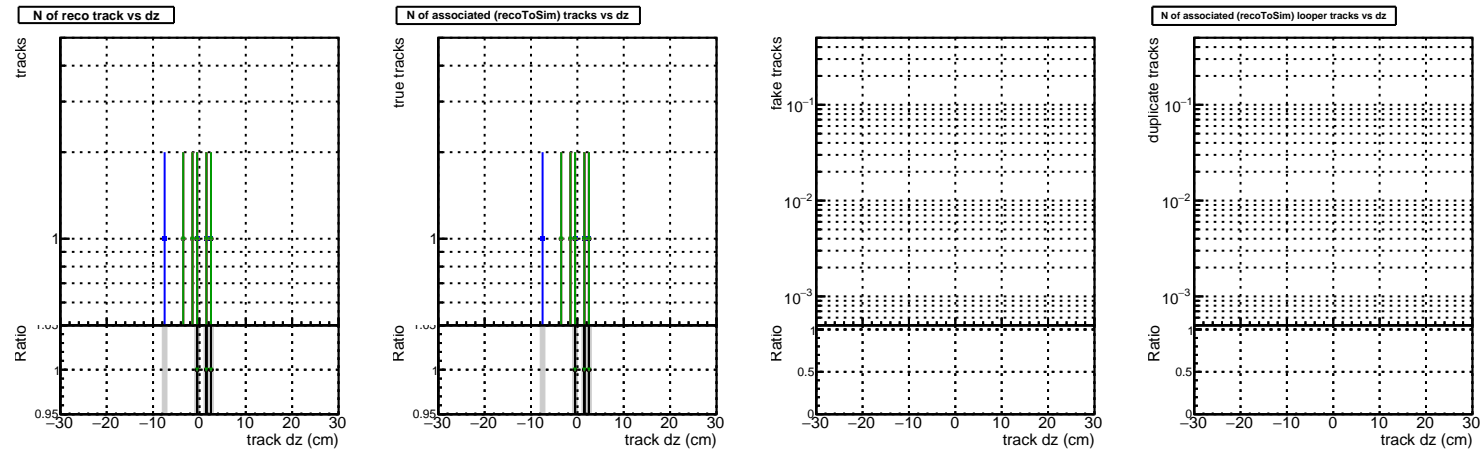 N of reco track vs dz
tracks
1
Ratio
1.05
1
0.95
−30 −20 −10 0 10 20 30
track dz (cm)
N of associated (recoToSim) tracks vs dz
true tracks
1
Ratio
1.05
1
0.95
−30 −20 −10 0 10 20 30
track dz (cm)
fake tracks
10−1
10−2
10−3
Ratio
1
0.5
0
−30 −20 −10 0 10 20 30
track dz (cm)
N of associated (recoToSim) looper tracks vs dz
duplicate tracks
10−1
10−2
10−3
Ratio
1
0.5
0
−30 −20 −10 0 10 20 30
track dz (cm)